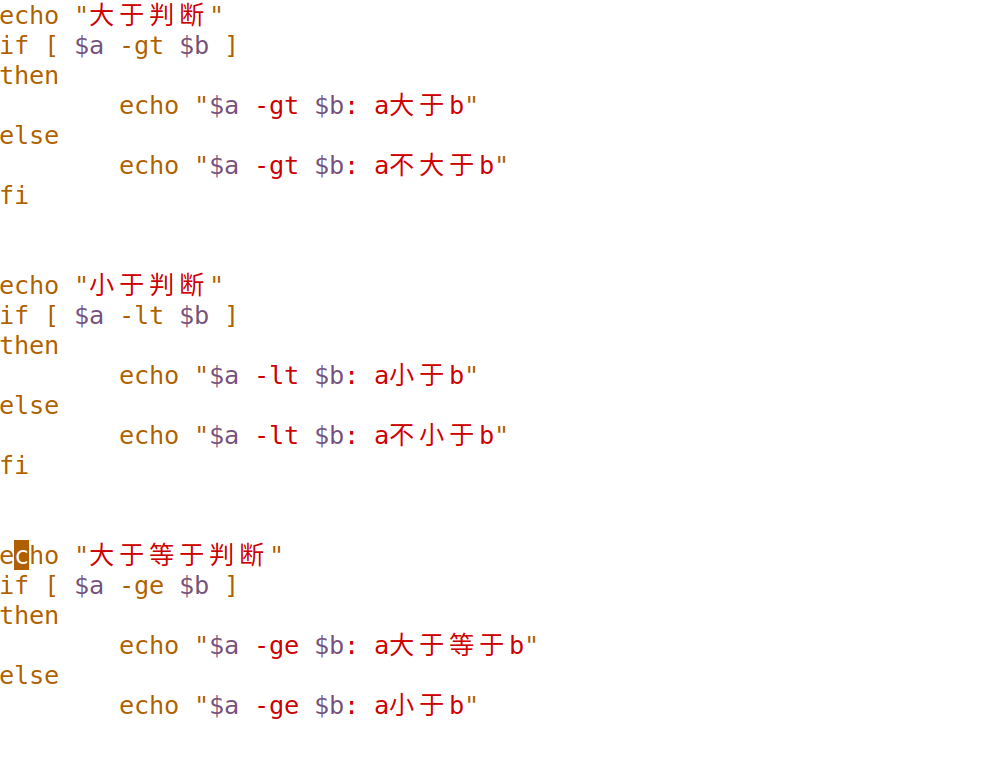 echo "大于判断"
if [ $a -gt $b ]
then
        echo "$a -gt $b: a大于b"
else
        echo "$a -gt $b: a不大于b"
fi
echo "小于判断"
if [ $a -lt $b ]
then
        echo "$a -lt $b: a小于b"
else
        echo "$a -lt $b: a不小于b"
fi
echo "大于等于判断"
if [ $a -ge $b ]
then
        echo "$a -ge $b: a大于等于b"
else
        echo "$a -ge $b: a小于b"